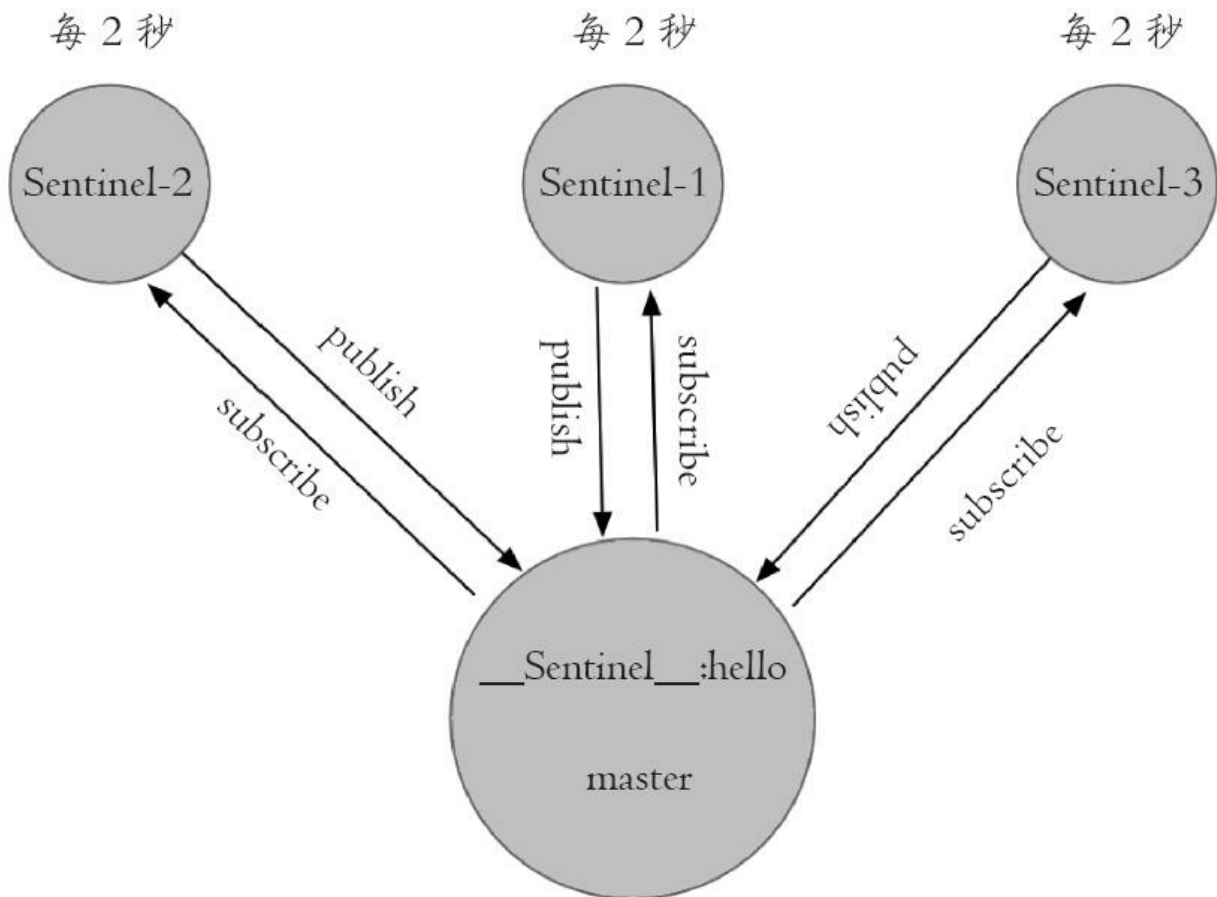 每 2 秒
每 2 秒
每 2 秒
Sentinel-2
Sentinel-1
Sentinel-3
publish
subscribe
publish
subscribe
publish
subscribe
__Sentinel__:hello
master